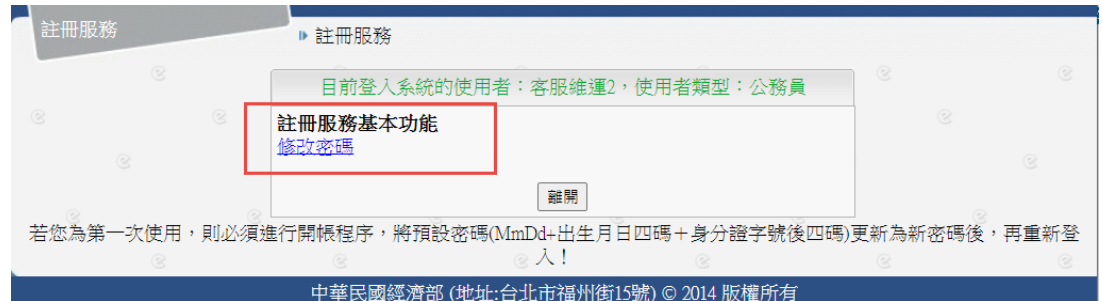 註冊服務
註冊服務
目前登入系統的使用者：客服維運2，使用者類型：公務員
註冊服務基本功能
修改密碼
離開
若您為第一次使用，則必須進行開帳程序，將預設密碼(MmDd+出生月日四碼＋身分證字號後四碼)更新為新密碼後，再重新登
入！
中華民國經濟部 (地址:台北市福州街15號) © 2014 版權所有